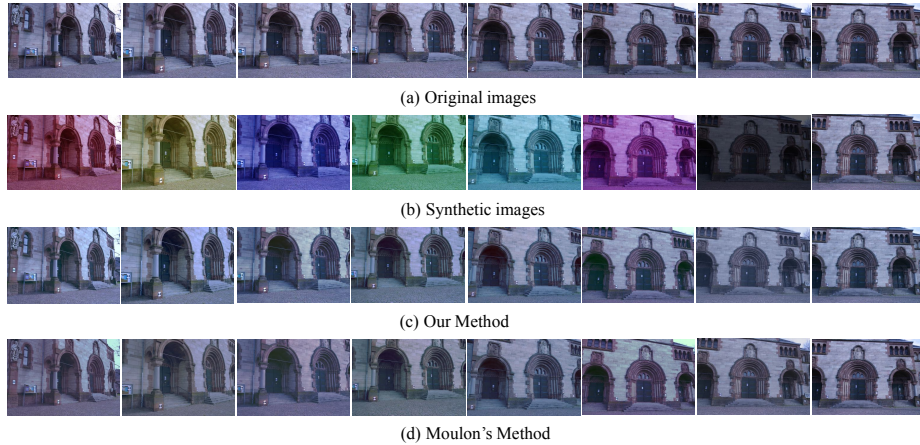 (a) Original images
(b) Synthetic images
(c) Our Method
(d) Moulon's Method